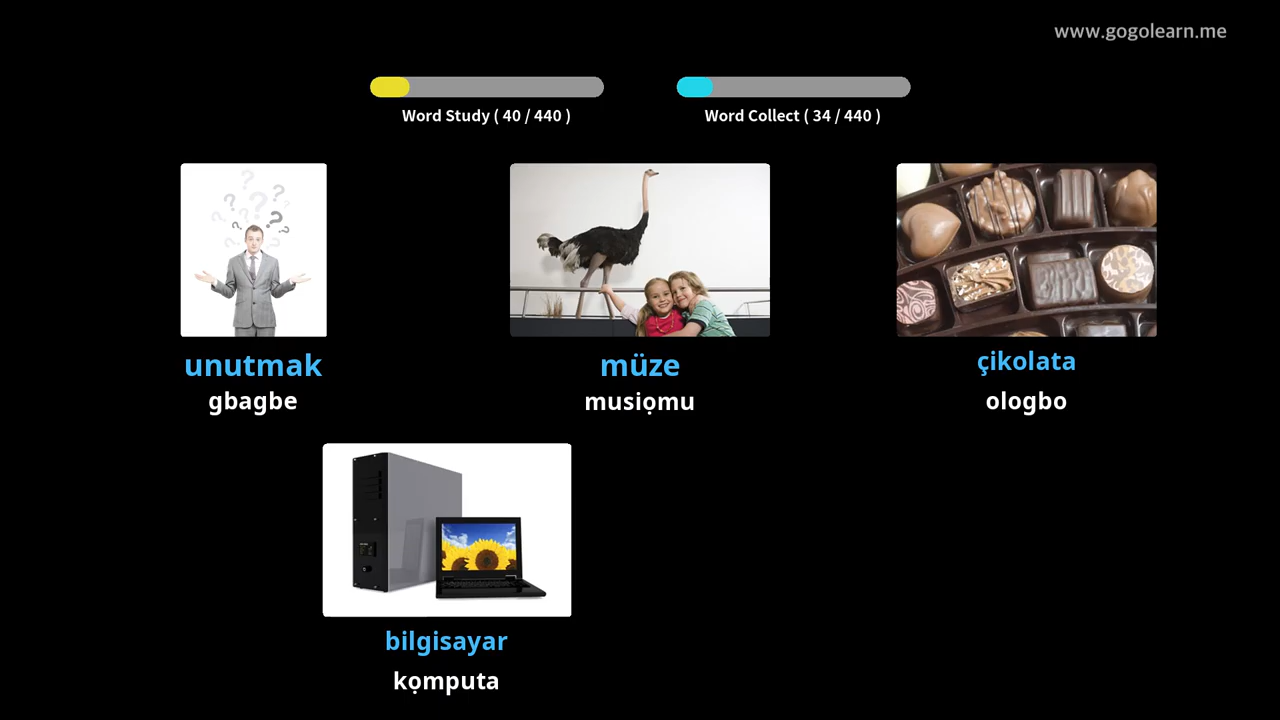 www.gogolearn.me
Word Study ( 40 / 440 )
Word Collect ( 34 / 440 )
unutmak
gbagbe
müze
musiọmu
çikolata
ologbo
bilgisayar
kọmputa